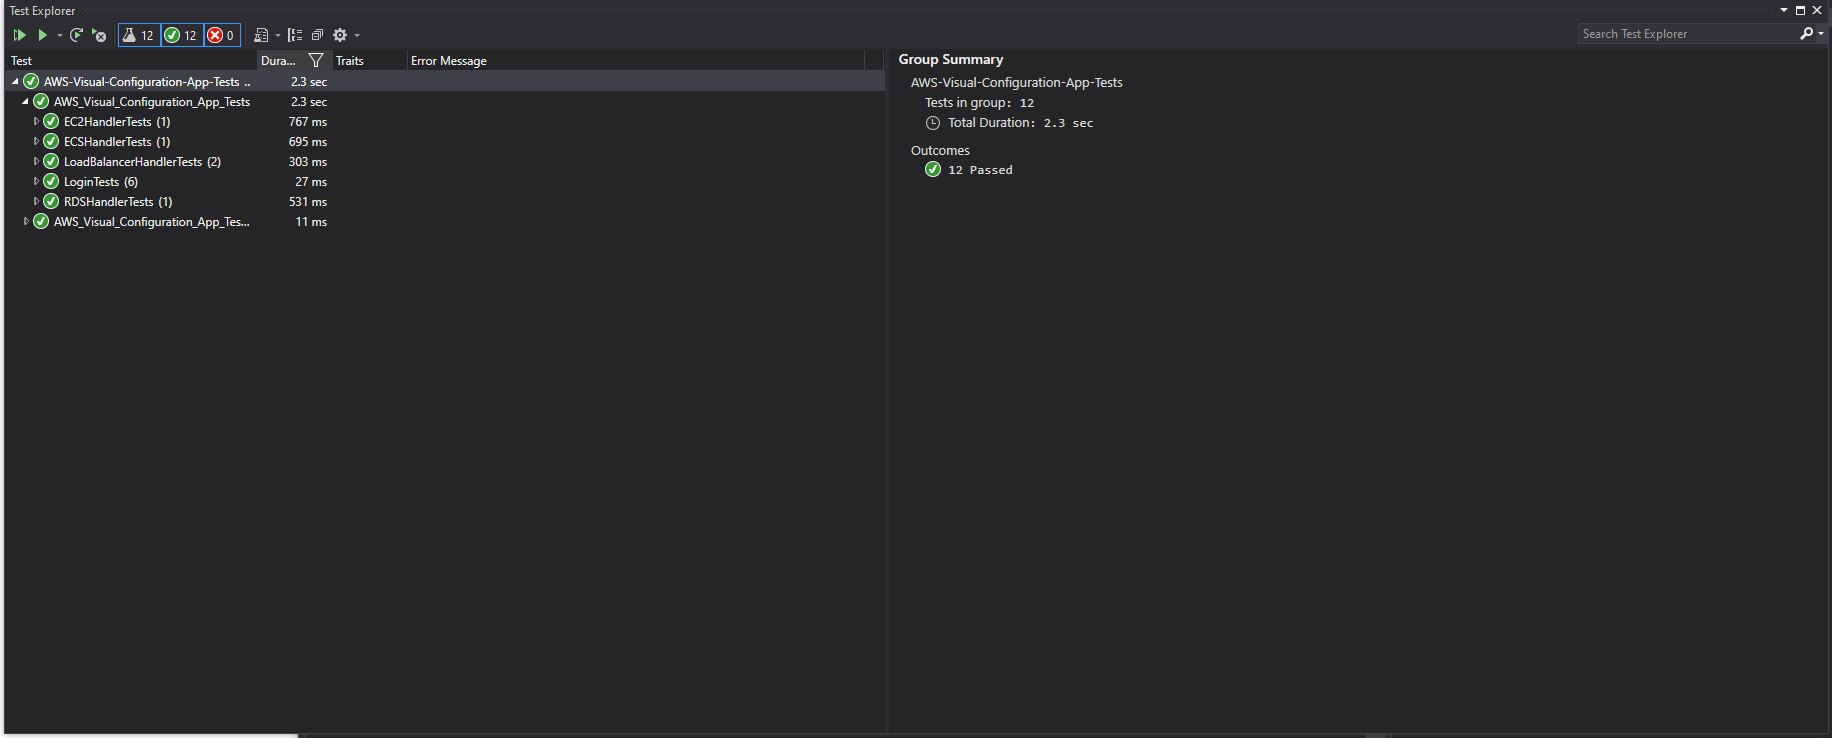 Test Explorer
12 12 0
Search Test Explorer
Test Dura... Traits Error Message
AWS-Visual-Configuration-App-Tests .. 2.3 sec
AWS_Visual_Configuration_App_Tests 2.3 sec
EC2HandlerTests (1) 767 ms
ECSHandlerTests (1) 695 ms
LoadBalancerHandlerTests (2) 303 ms
LoginTests (6) 27 ms
RDSHandlerTests (1) 531 ms
AWS_Visual_Configuration_App_Tes... 11 ms
Group Summary
AWS-Visual-Configuration-App-Tests
Tests in group: 12
Total Duration: 2.3 sec
Outcomes
12 Passed